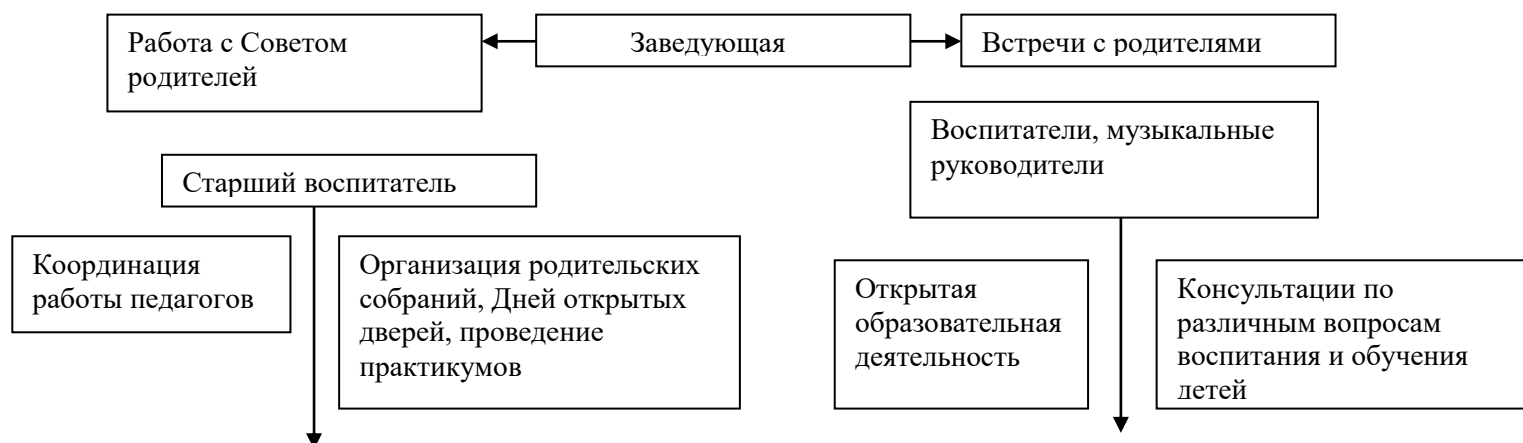 Работа с Советом
родителей
Заведующая
Встречи с родителями
Воспитатели, музыкальные
руководители
Старший воспитатель
Координация
работы педагогов
Организация родительских
собраний, Дней открытых
дверей, проведение
практикумов
Открытая
образовательная
деятельность
Консультации по
различным вопросам
воспитания и обучения
детей